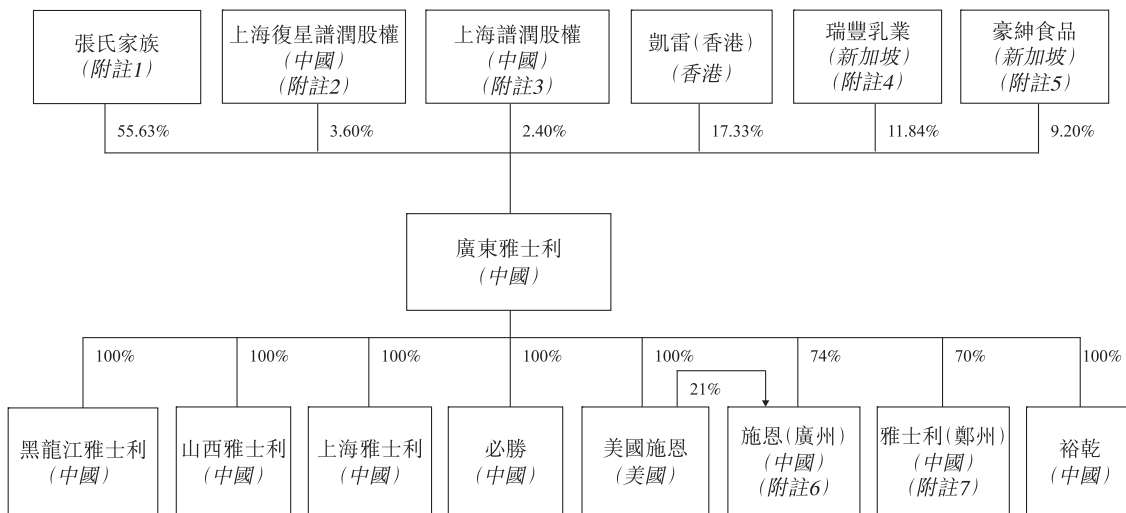 張氏家族
(附註1)
上海復星譜潤股權
(中國)
(附註2)
上海譜潤股權
(中國)
(附註3)
凱雷(香港)
(香港)
瑞豐乳業
(新加坡)
(附註4)
豪紳食品
(新加坡)
(附註5)
55.63%
3.60%
2.40%
17.33%
11.84%
9.20%
廣東雅士利
(中國)
100%
100%
100%
100%
100%
74%
70%
100%
21%
黑龍江雅士利
(中國)
山西雅士利
(中國)
上海雅士利
(中國)
必勝
(中國)
美國施恩
(美國)
施恩(廣州)
(中國)
(附註6)
雅士利(鄭州)
(中國)
(附註7)
裕乾
(中國)